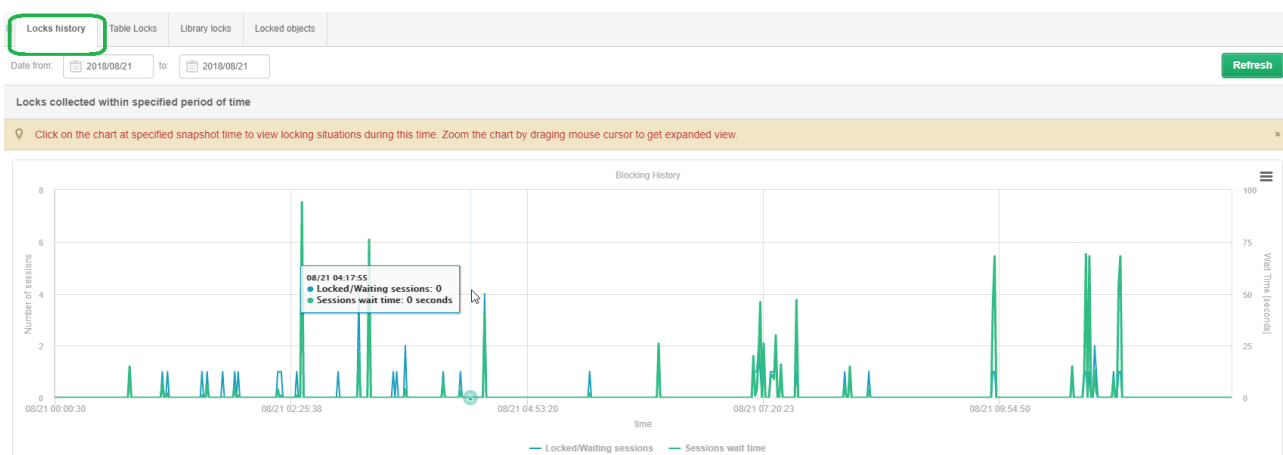 Locks history Table Locks Library locks Locked objects
Date from: 2018/08/21 to: 2018/08/21 Refresh
Locks collected within specified period of time
Click on the chart at specified snapshot time to view locking situations during this time. Zoom the chart by draging mouse cursor to get expanded view. ×
Blocking History
8 100
6 75
4 50
2 25
0 0
Number of sessions
Wait Time [seconds]
08/21 04:17:55
Locked/Waiting sessions: 0
Sessions wait time: 0 seconds
08/21 00:00:30 08/21 02:25:38 08/21 04:53:20 08/21 07:20:23 08/21 09:54:50
time
Locked/Waiting sessions Sessions wait time